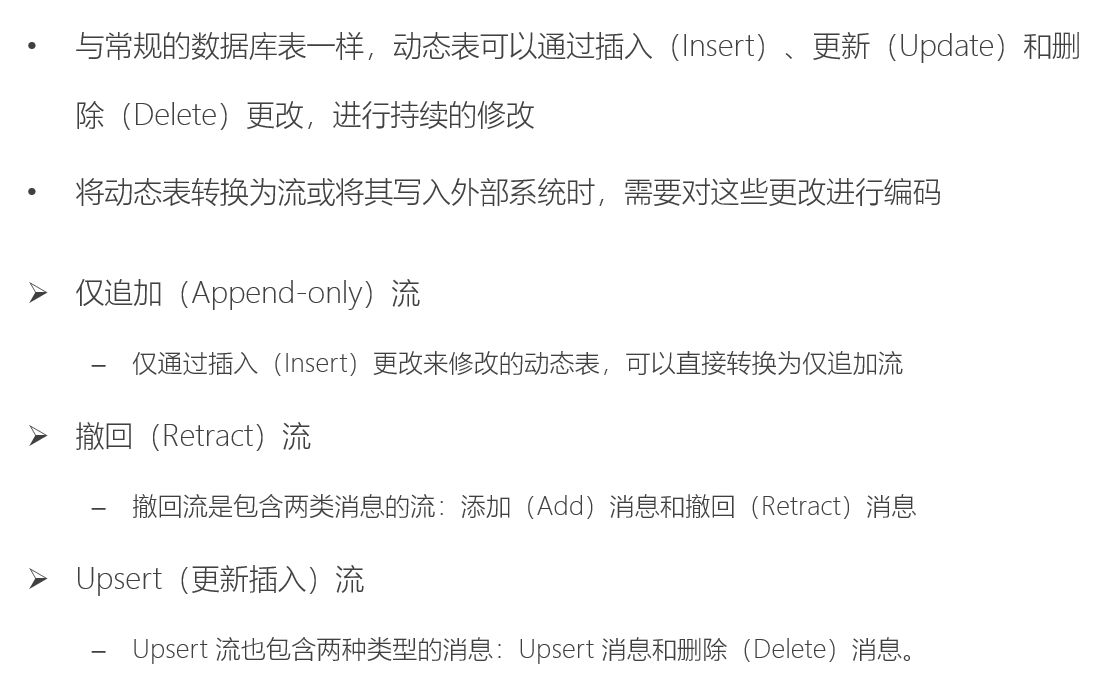 • 与常规的数据库表一样，动态表可以通过插入（Insert）、更新（Update）和删
除（Delete）更改，进行持续的修改
• 将动态表转换为流或将其写入外部系统时，需要对这些更改进行编码
➢ 仅追加（Append-only）流
– 仅通过插入（Insert）更改来修改的动态表，可以直接转换为仅追加流
➢ 撤回（Retract）流
– 撤回流是包含两类消息的流：添加（Add）消息和撤回（Retract）消息
➢ Upsert（更新插入）流
– Upsert 流也包含两种类型的消息：Upsert 消息和删除（Delete）消息。